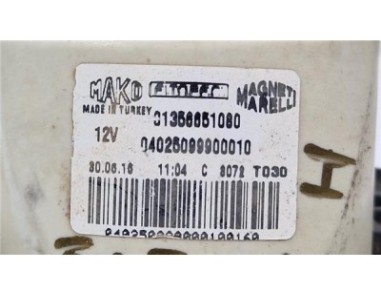 MAKO
MAGNETI
MARELLI
MADE IN TURKEY
01356651080
12V
04025099900010
30.06.16 11:04 C 8072 T030
H